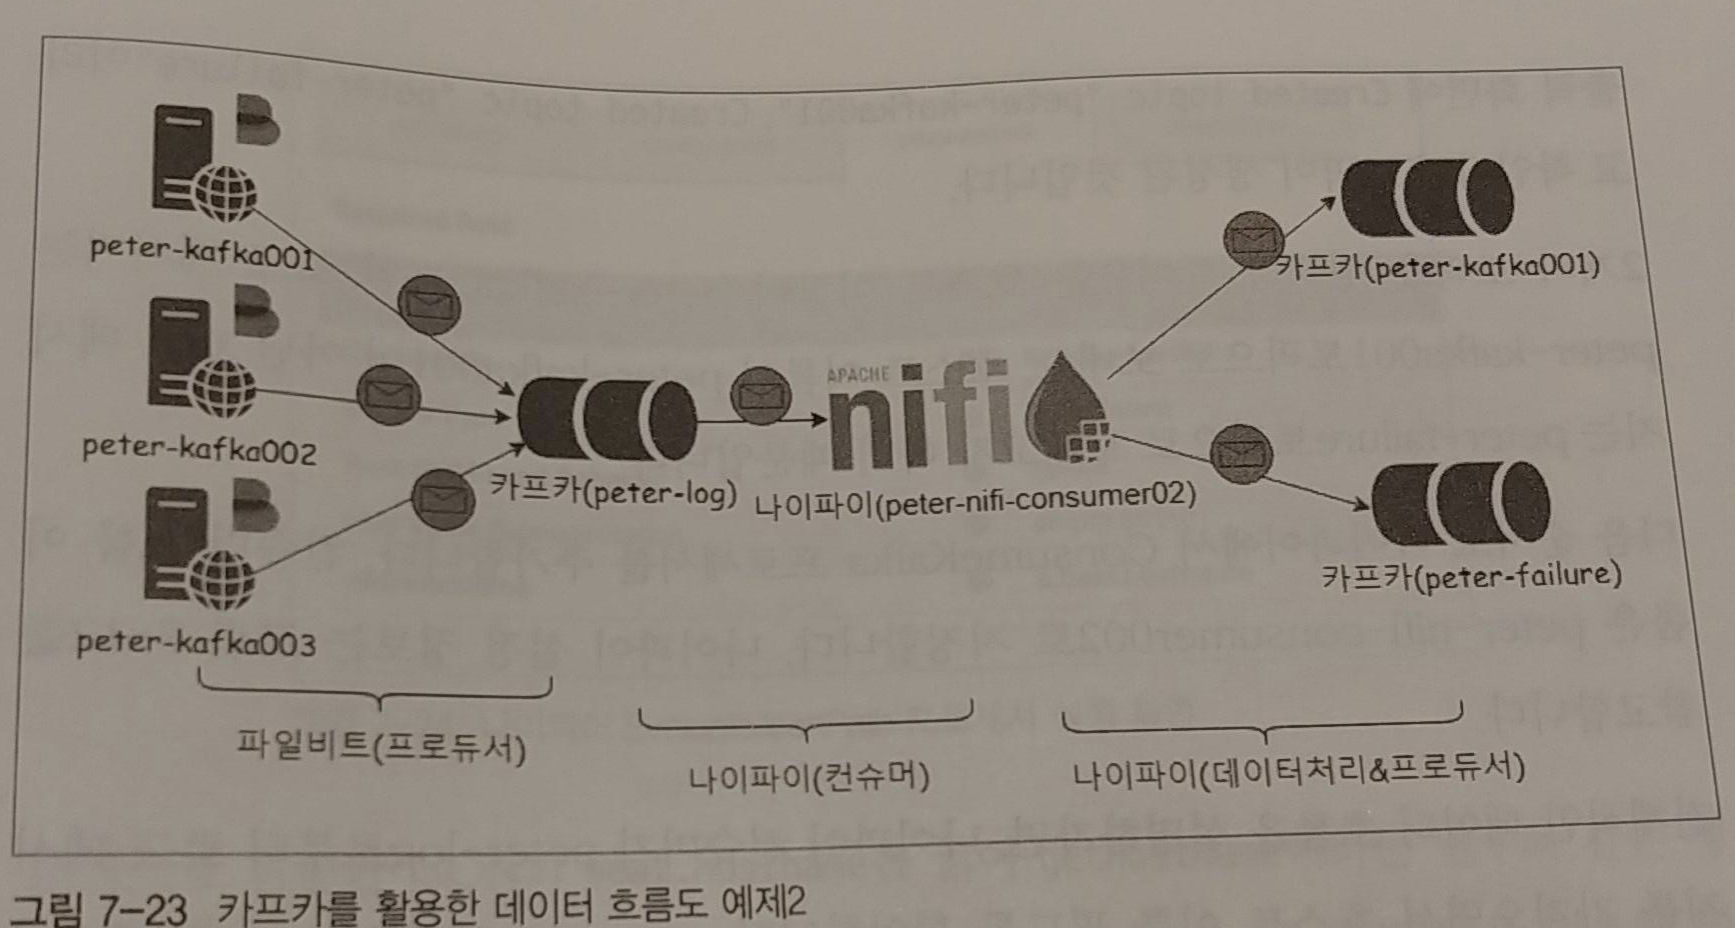 peter-kafka001
peter-kafka002
peter-kafka003
카프카(peter-log)
APACHE
nifi
나이파이(peter-nifi-consumer02)
카프카(peter-kafka001)
카프카(peter-failure)
파일비트(프로듀서)
나이파이(컨슈머)
나이파이(데이터처리&프로듀서)
그림 7-23 카프카를 활용한 데이터 흐름도 예제2